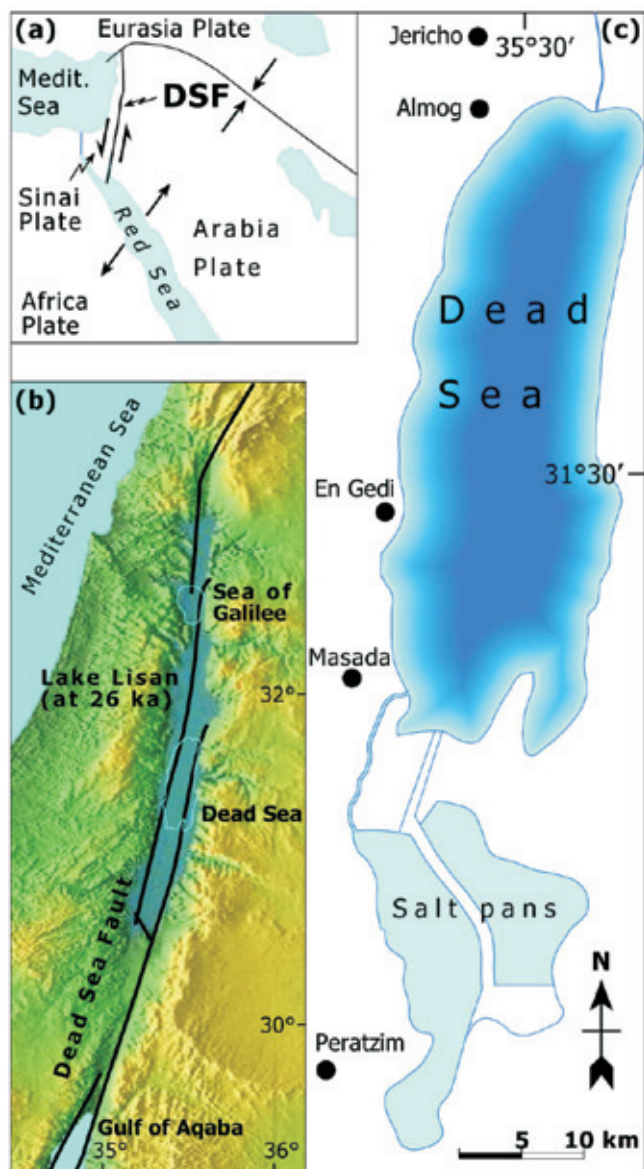 (a)
Eurasia Plate
Medit.
Sea
DSF
Sinai
Plate
Red Sea
Arabia
Plate
Africa
Plate
(b)
Mediterranean Sea
Sea of
Galilee
Lake Lisan
(at 26 ka)
32°
Dead Sea
Dead Sea Fault
30°
Gulf of Aqaba
35°
36°
(c)
Jericho
35°30′
Almog
Dead
Sea
31°30′
En Gedi
Masada
Salt pans
N
Peratzim
5 10 km